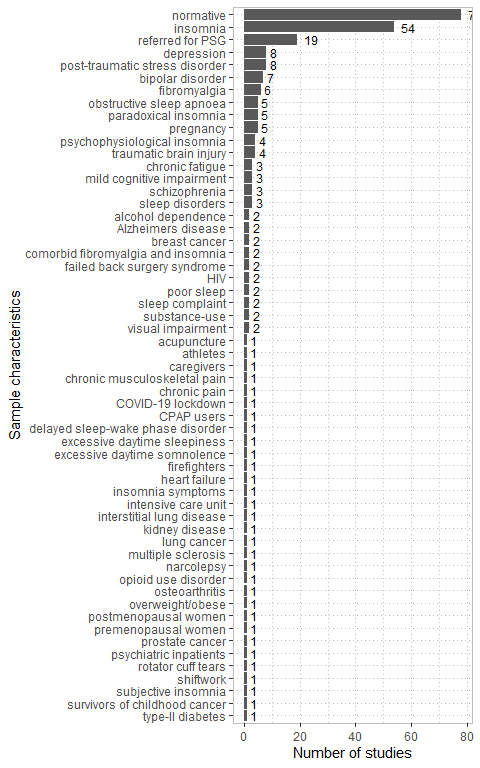 normative 7
insomnia 54
referred for PSG 19
depression 8
post-traumatic stress disorder 8
bipolar disorder 7
fibromyalgia 6
obstructive sleep apnoea 5
paradoxical insomnia 5
pregnancy 5
psychophysiological insomnia 4
traumatic brain injury 4
chronic fatigue 3
mild cognitive impairment 3
schizophrenia 3
sleep disorders 3
alcohol dependence 2
Alzheimers disease 2
breast cancer 2
comorbid fibromyalgia and insomnia 2
failed back surgery syndrome 2
HIV 2
poor sleep 2
sleep complaint 2
substance-use 2
visual impairment 2
acupuncture 1
athletes 1
caregivers 1
chronic musculoskeletal pain 1
chronic pain 1
COVID-19 lockdown 1
CPAP users 1
delayed sleep-wake phase disorder 1
excessive daytime sleepiness 1
excessive daytime somnolence 1
firefighters 1
heart failure 1
insomnia symptoms 1
intensive care unit 1
interstitial lung disease 1
kidney disease 1
lung cancer 1
multiple sclerosis 1
narcolepsy 1
opioid use disorder 1
osteoarthritis 1
overweight/obese 1
postmenopausal women 1
premenopausal women 1
prostate cancer 1
psychiatric inpatients 1
rotator cuff tears 1
shiftwork 1
subjective insomnia 1
survivors of childhood cancer 1
type-II diabetes 1
Sample characteristics
0 20 40 60 80
Number of studies